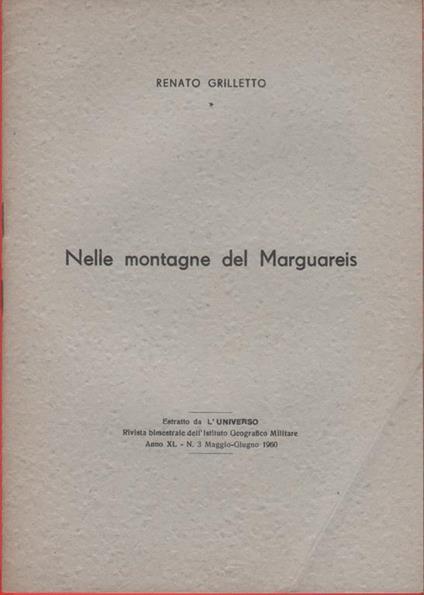 RENATO GRILLETTO
Nelle montagne del Marguareis
Estratto da L'UNIVERSO
Rivista bimestrale dell'Istituto Geografico Militare
Anno XL - N. 3 Maggio-Giugno 1960